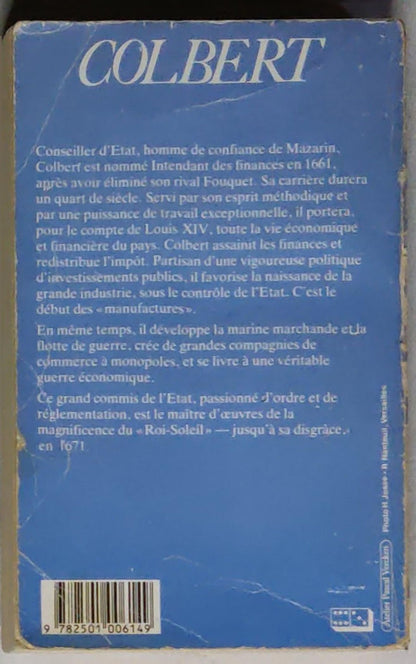 COLBERT
Conseiller d'Etat, homme de confiance de Mazarin,
Colbert est nommé Intendant des finances en 1661,
après avoir éliminé son rival Fouquet. Sa carrière durera
un quart de siècle. Servi par son esprit méthodique et
par une puissance de travail exceptionnelle, il portera,
pour le compte de Louis XIV, toute la vie économique
et financière du pays. Colbert assainit les finances et
redistribue l'impôt. Partisan d'une vigoureuse politique
d'investissements publics, il favorise la naissance de la
grande industrie, sous le contrôle de l'Etat. C'est le
début des « manufactures ».
En même temps, il développe la marine marchande et la
flotte de guerre, crée de grandes compagnies de
commerce à monopoles, et se livre à une véritable
guerre économique.
Ce grand commis de l'Etat, passionné d'ordre et de
réglementation, est le maître d'œuvres de la
magnificence du « Roi-Soleil » — jusqu'à sa disgrâce,
en 1671
Photo H. Josse - R. Nanteuil, Versailles
Atelier Pascal Vercken
9 782501 006149